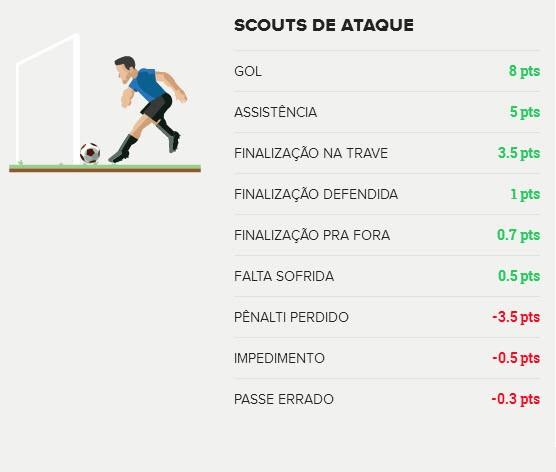 SCOUTS DE ATAQUE
GOL 8 pts
ASSISTÊNCIA 5 pts
FINALIZAÇÃO NA TRAVE 3.5 pts
FINALIZAÇÃO DEFENDIDA 1 pts
FINALIZAÇÃO PRA FORA 0.7 pts
FALTA SOFRIDA 0.5 pts
PÊNALTI PERDIDO -3.5 pts
IMPEDIMENTO -0.5 pts
PASSE ERRADO -0.3 pts